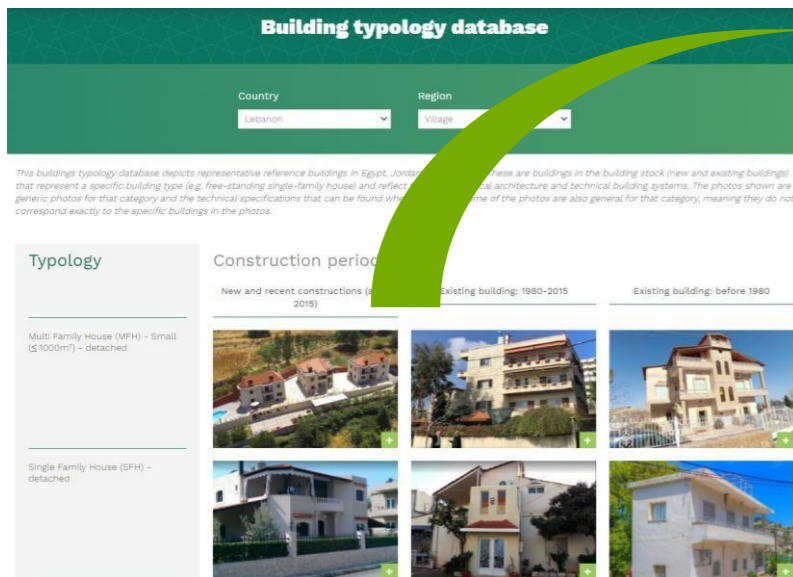 Building typology database
Country
Region
Lebanon
Village
This buildings typology database depicts representative reference buildings in Egypt, Jordan hese are buildings in the building stock (new and existing buildings)
that represent a specific building type (e.g. free-standing single-family house) and reflect cal architecture and technical building systems. The photos shown are
generic photos for that category and the technical specifications that can be found whe me of the photos are also general for that category, meaning they do not
correspond exactly to the specific buildings in the photos.
Typology
Construction period
New and recent constructions (a
2015)
Existing building: 1980-2015
Existing building: before 1980
Multi Family House (MFH) - Small
(≤ 1000m²) - detached
Single Family House (SFH) -
detached